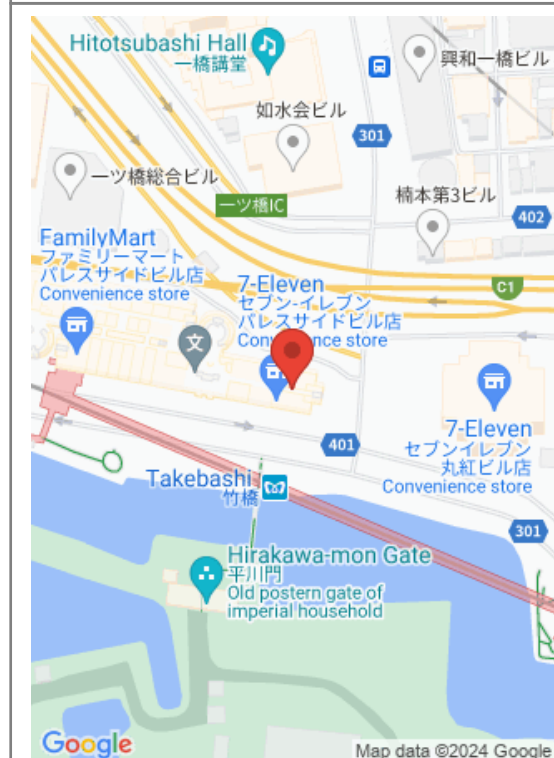 Hitotsubashi Hall
一橋講堂
興和一橋ビル
如水会ビル
301
一ツ橋総合ビル
一ツ橋IC
楠本第3ビル
402
FamilyMart
ファミリーマート
パレスサイドビル店
Convenience store
7-Eleven
セブン-イレブン
パレスサイドビル店
Convenience store
C1
文
7-Eleven
セブンイレブン
丸紅ビル店
Convenience store
401
Takebashi
竹橋
301
Hirakawa-mon Gate
平川門
Old postern gate of
imperial household
Google
Map data ©2024 Google